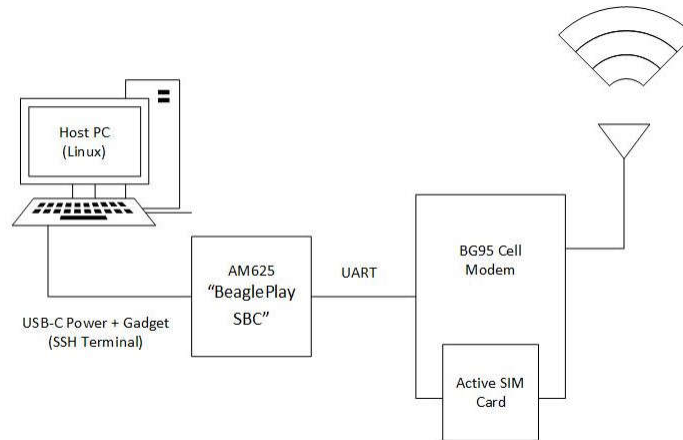 Host PC
(Linux)
USB-C Power + Gadget
(SSH Terminal)
AM625
“BeaglePlay
SBC”
UART
BG95 Cell
Modem
Active SIM
Card